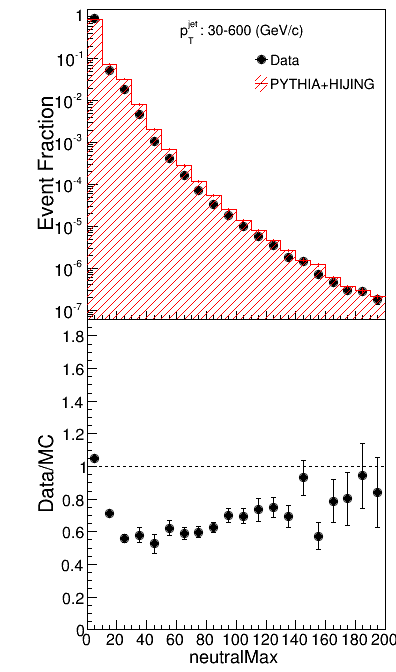 1
p_T^jet : 30-600 (GeV/c)
Data
PYTHIA+HIJING
10^-1
10^-2
10^-3
10^-4
10^-5
10^-6
10^-7
Event Fraction
1.8
1.6
1.4
1.2
1
0.8
0.6
0.4
0.2
0
Data/MC
0 20 40 60 80 100 120 140 160 180 200
neutralMax